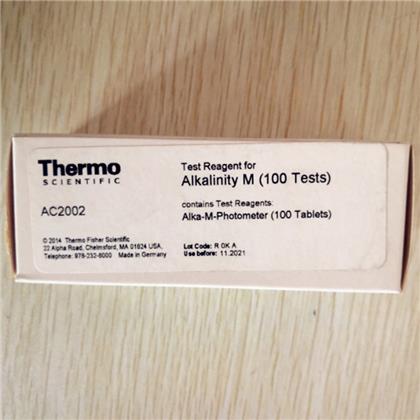 Thermo
SCIENTIFIC
AC2002
© 2014 Thermo Fisher Scientific
22 Alpha Road, Chelmsford, MA 01824 USA,
Telephone: 978-232-6000 Made in Germany
Test Reagent for
Alkalinity M (100 Tests)
contains Test Reagents:
Alka-M-Photometer (100 Tablets)
Lot Code: R 0K A
Use before: 11.2021